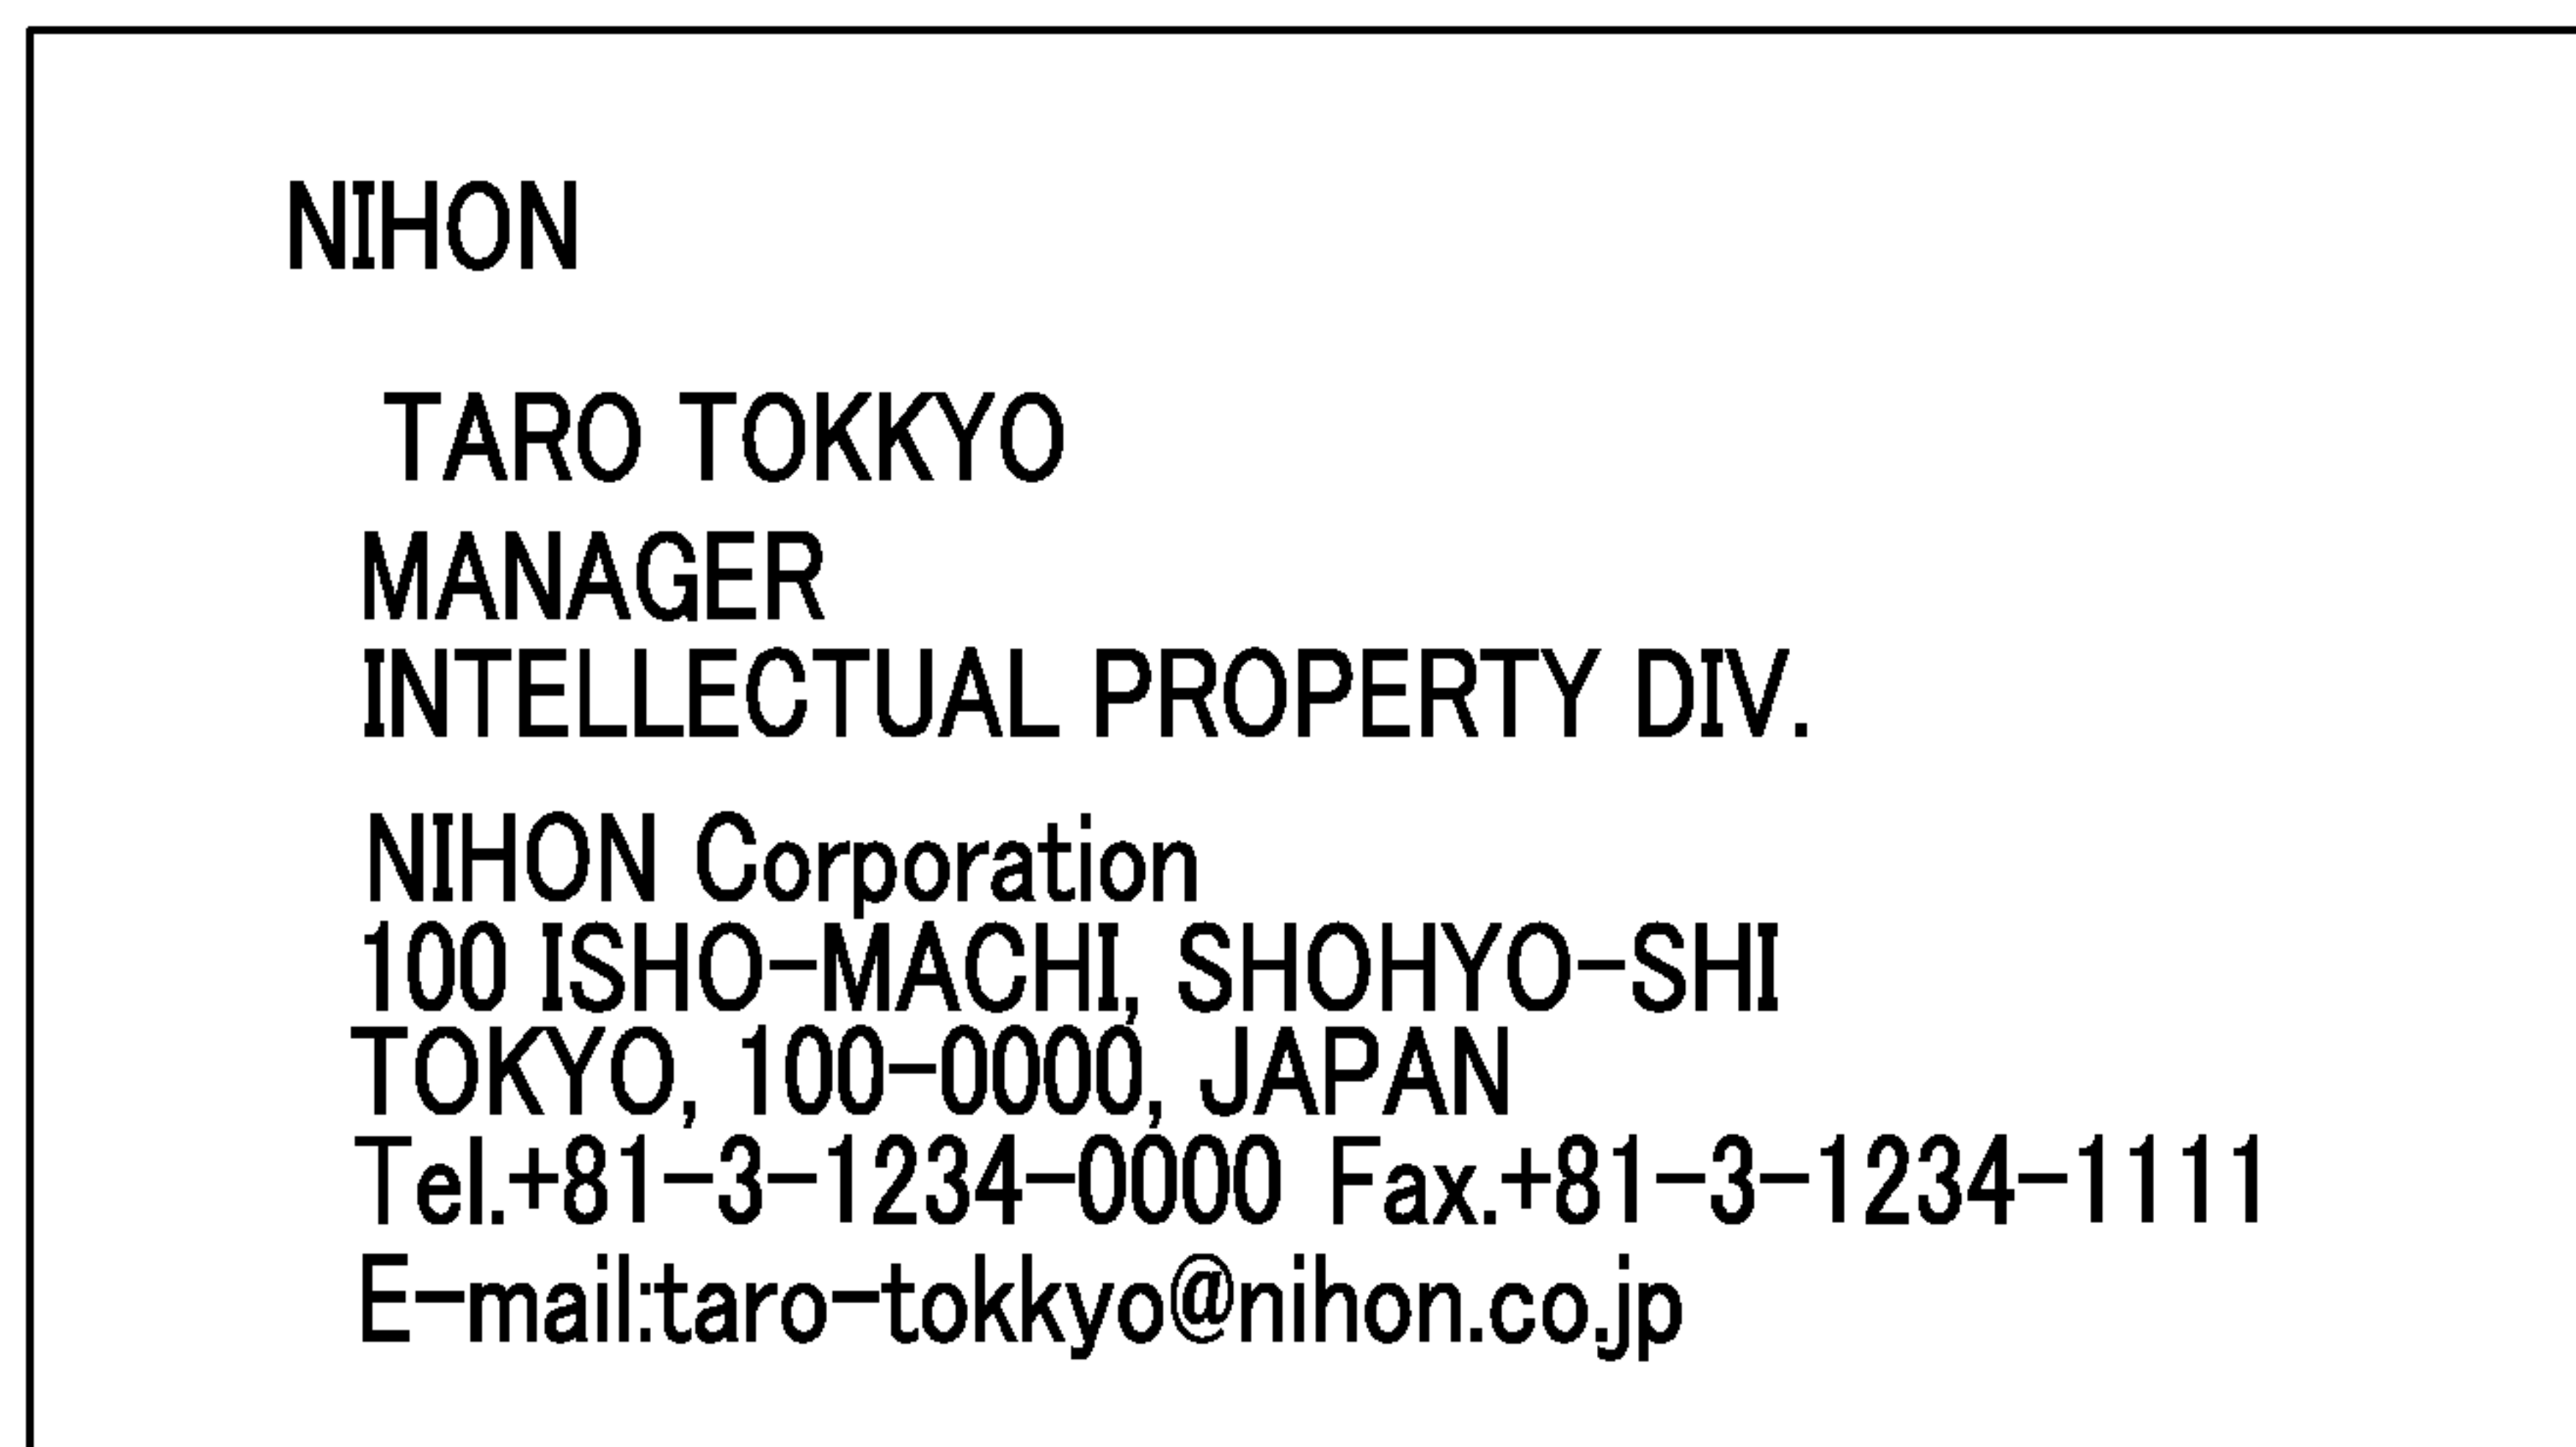 NIHON
TARO TOKKYO
MANAGER
INTELLECTUAL PROPERTY DIV.
NIHON Corporation
100 ISHO-MACHI, SHOHYO-SHI
TOKYO, 100-0000, JAPAN
Tel.+81-3-1234-0000 Fax.+81-3-1234-1111
E-mail:taro-tokkyo@nihon.co.jp